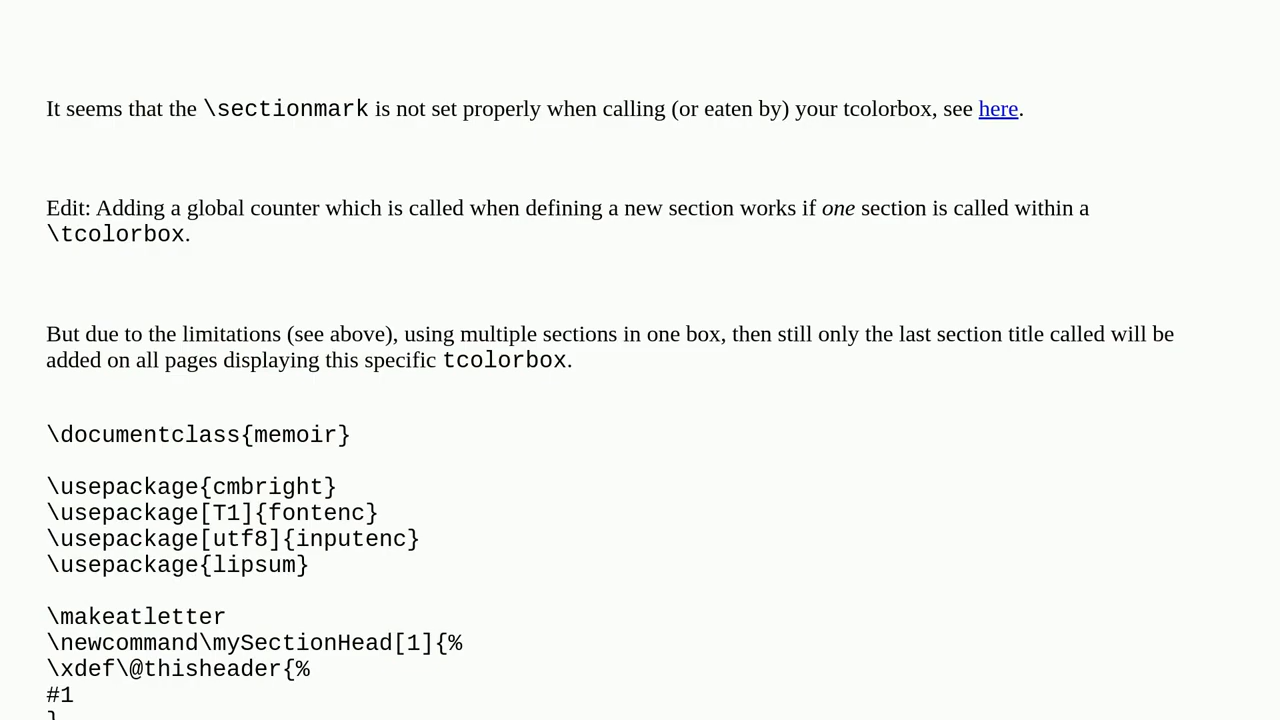 It seems that the \sectionmark is not set properly when calling (or eaten by) your tcolorbox, see here.
Edit: Adding a global counter which is called when defining a new section works if one section is called within a
\tcolorbox.
But due to the limitations (see above), using multiple sections in one box, then still only the last section title called will be
added on all pages displaying this specific tcolorbox.
\documentclass{memoir}
\usepackage{cmbright}
\usepackage[T1]{fontenc}
\usepackage[utf8]{inputenc}
\usepackage{lipsum}
\makeatletter
\newcommand\mySectionHead[1]{%
\xdef\@thisheader{%
#1
}